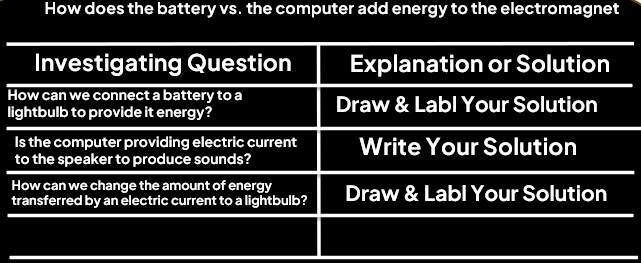 How does the battery vs. the computer add energy to the electromagnet
Investigating Question
Explanation or Solution
How can we connect a battery to a
lightbulb to provide it energy?
Draw & Labl Your Solution
Is the computer providing electric current
to the speaker to produce sounds?
Write Your Solution
How can we change the amount of energy
transferred by an electric current to a lightbulb?
Draw & Labl Your Solution